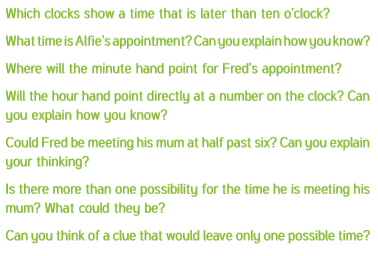 Which clocks show a time that is later than ten o'clock?
What time is Alfie's appointment? Can you explain how you know?
Where will the minute hand point for Fred's appointment?
Will the hour hand point directly at a number on the clock? Can
you explain how you know?
Could Fred be meeting his mum at half past six? Can you explain
your thinking?
Is there more than one possibility for the time he is meeting his
mum? What could they be?
Can you think of a clue that would leave only one possible time?